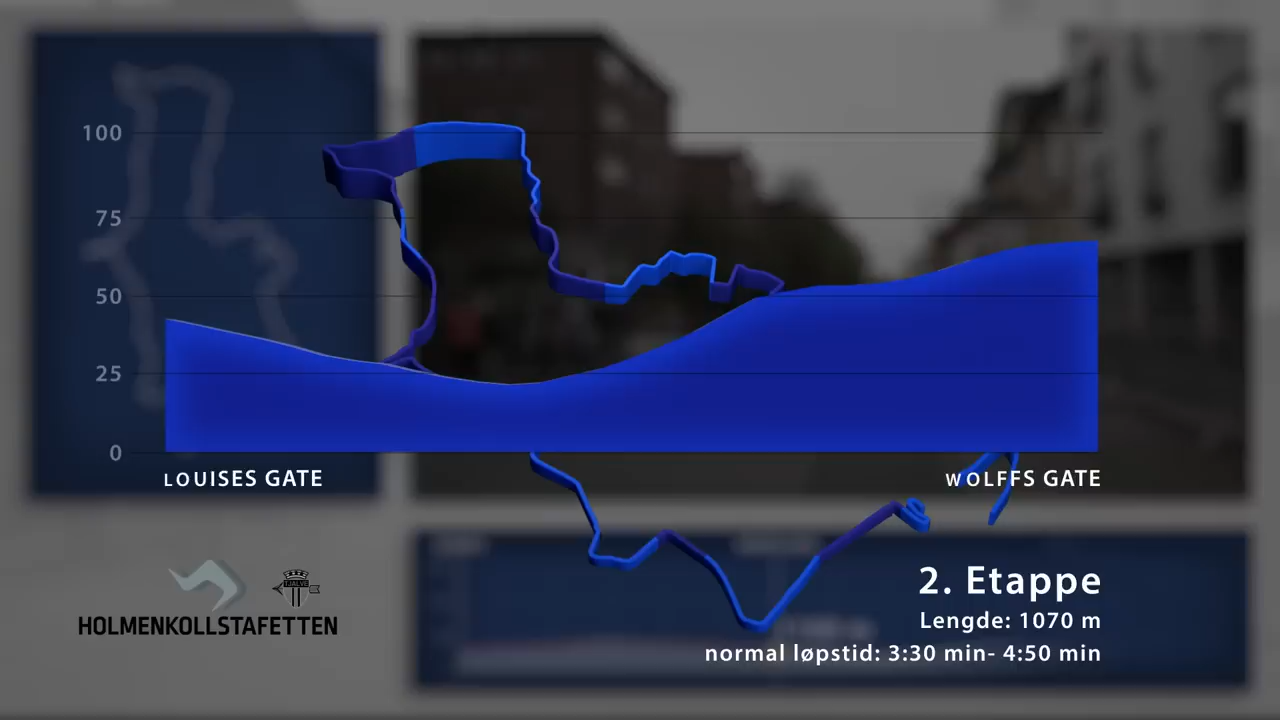 100
75
50
25
0
LOUISES GATE
WOLFFS GATE
2. Etappe
Lengde: 1070 m
normal løpstid: 3:30 min- 4:50 min
TJALVE
HOLMENKOLLSTAFETTEN